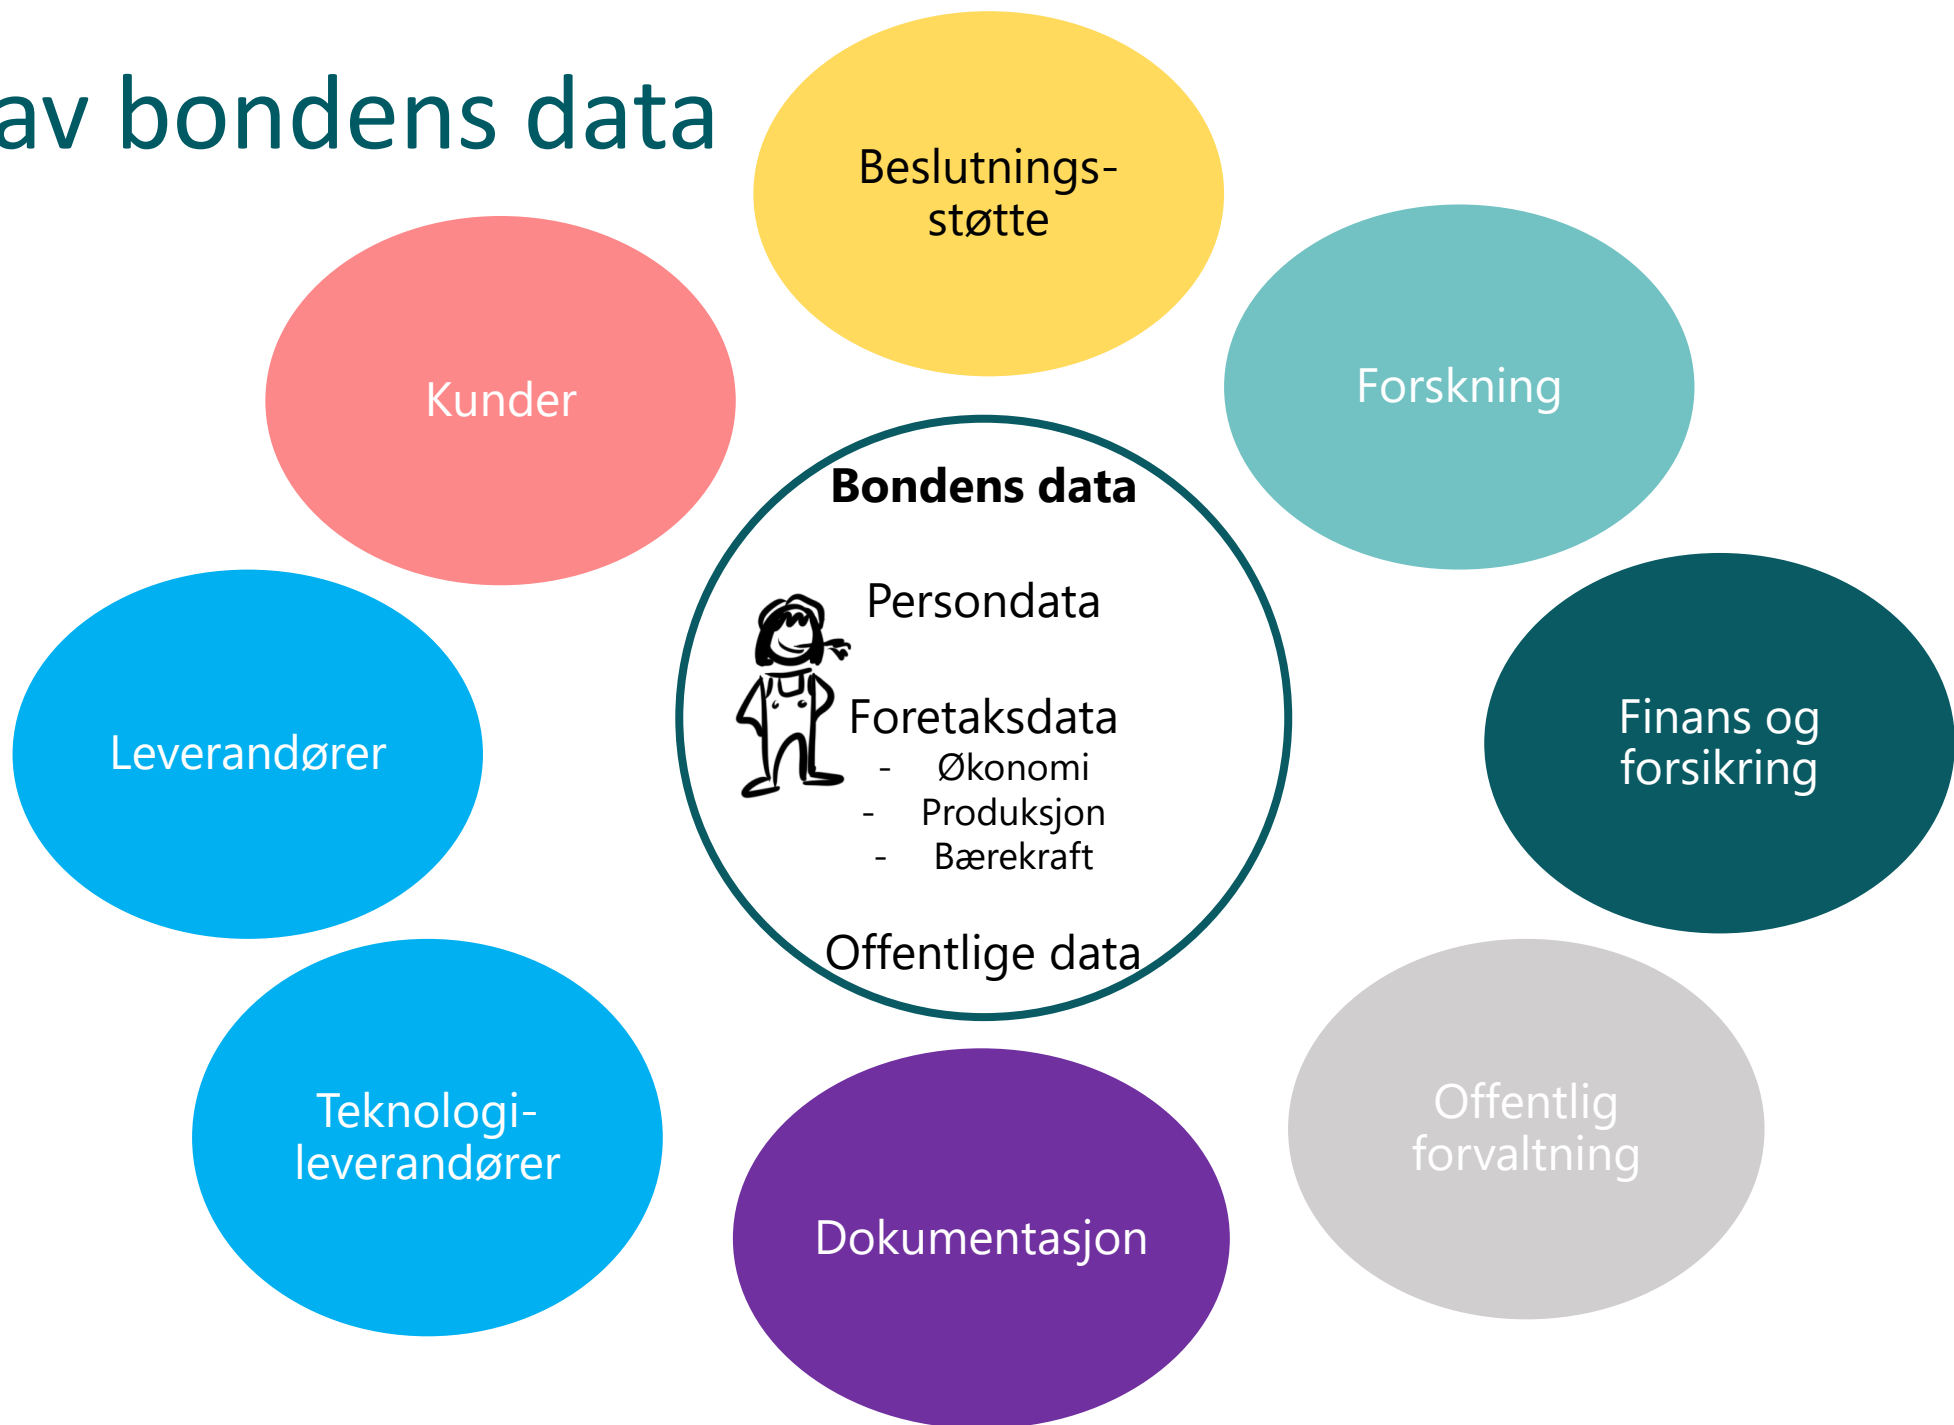 av bondens data
Beslutnings-
støtte
Kunder
Forskning
Bondens data
Persondata
Foretaksdata
- Økonomi
- Produksjon
- Bærekraft
Offentlige data
Leverandører
Finans og
forsikring
Teknologi-
leverandører
Offentlig
forvaltning
Dokumentasjon